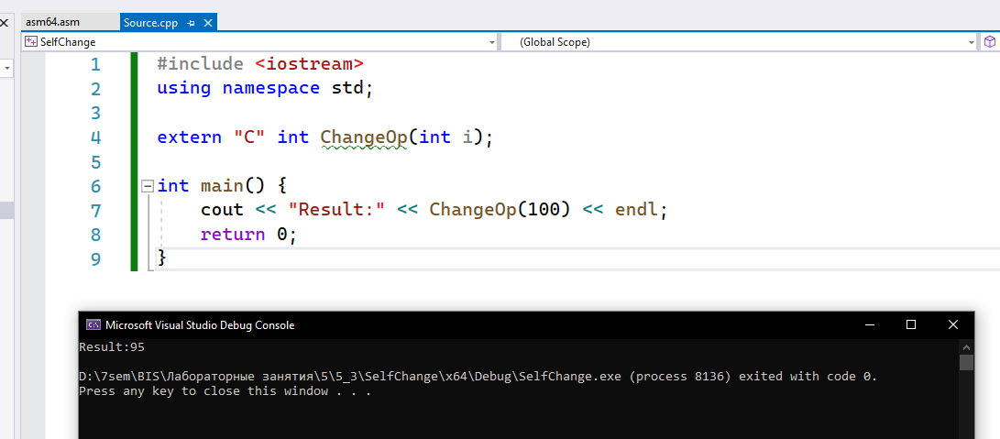 asm64.asm Source.cpp
SelfChange (Global Scope)
1 #include <iostream>
2 using namespace std;
3
4 extern "C" int ChangeOp(int i);
5
6 int main() {
7 cout << "Result:" << ChangeOp(100) << endl;
8 return 0;
9 }
Microsoft Visual Studio Debug Console
Result:95
D:\7sem\BIS\Лабораторные занятия\5\5_3\SelfChange\x64\Debug\SelfChange.exe (process 8136) exited with code 0.
Press any key to close this window . . .